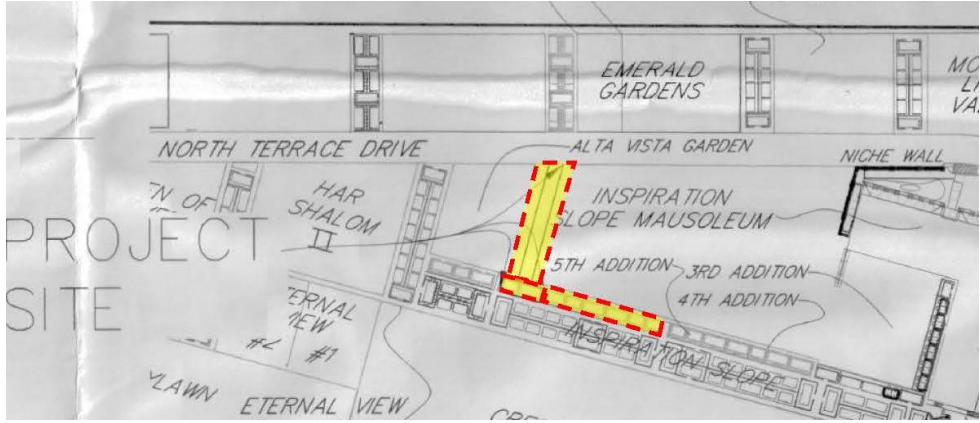 EMERALD
GARDENS
NORTH TERRACE DRIVE
ALTA VISTA GARDEN
NICHE WALL
HAR
SHALOM
II
INSPIRATION
SLOPE MAUSOLEUM
PROJECT
SITE
5TH ADDITION
3RD ADDITION
4TH ADDITION
#1
INSPIRATION SLOPE
ETERNAL VIEW